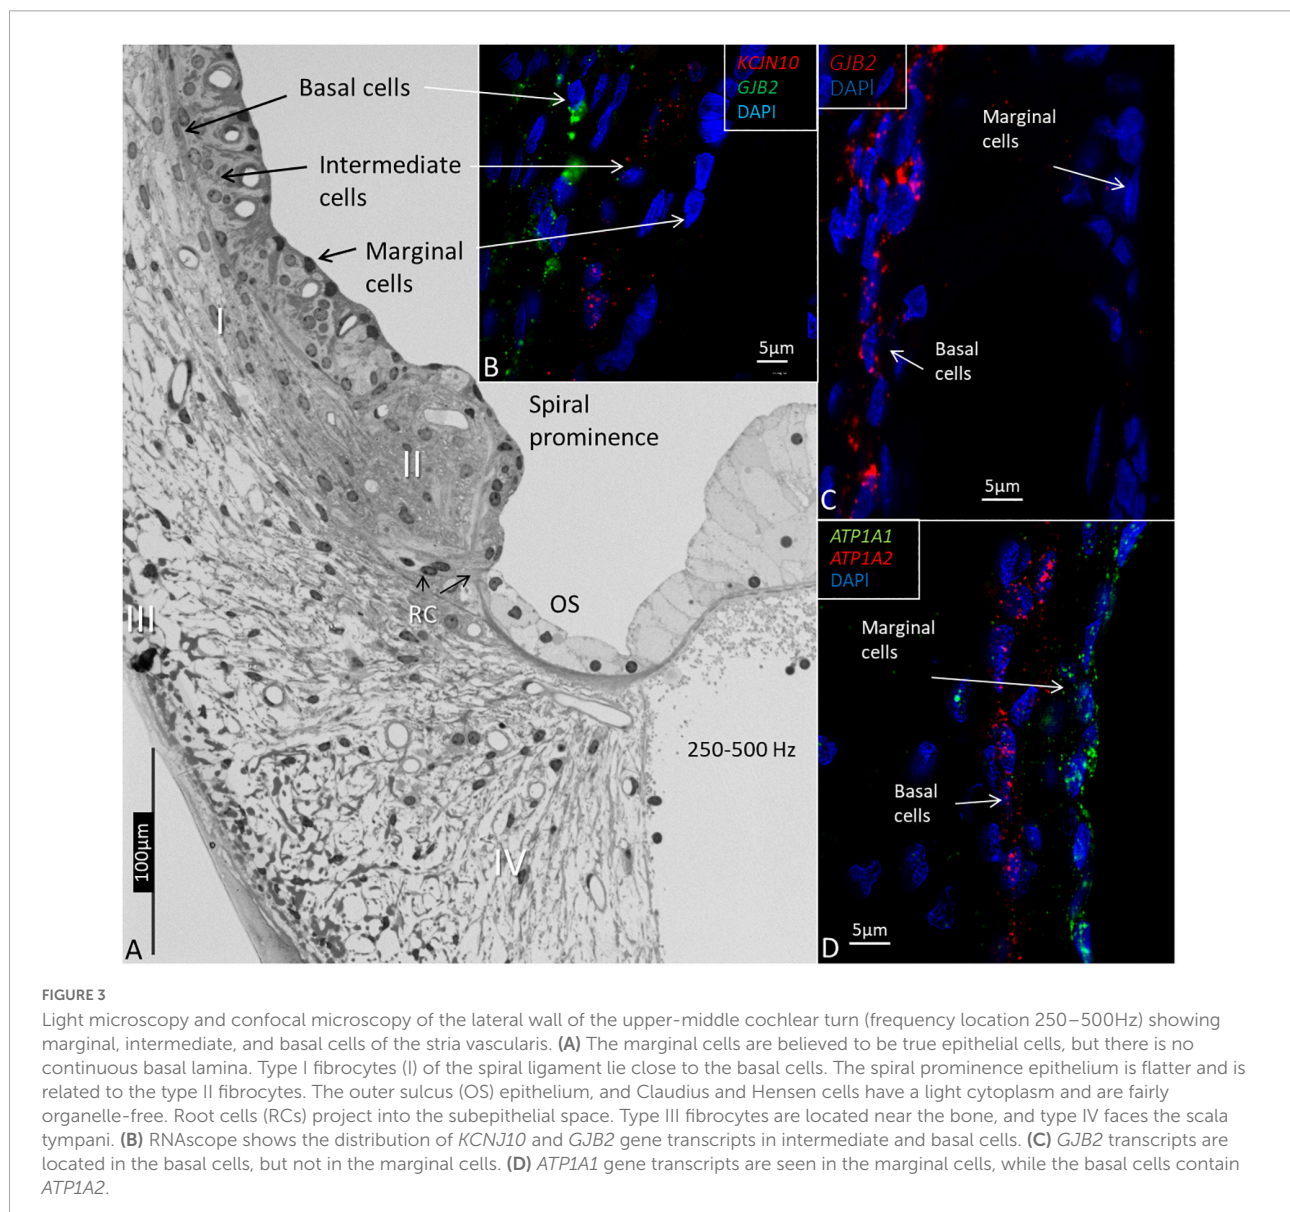 Basal cells
Intermediate
cells
Marginal
cells
I
II
III
IV
Spiral
prominence
RC
OS
250-500 Hz
100µm
A
KCJN10
GJB2
DAPI
5µm
B
GJB2
DAPI
Marginal
cells
Basal
cells
5µm
C
ATP1A1
ATP1A2
DAPI
Marginal
cells
Basal
cells
5µm
D
FIGURE 3
Light microscopy and confocal microscopy of the lateral wall of the upper-middle cochlear turn (frequency location 250–500Hz) showing
marginal, intermediate, and basal cells of the stria vascularis. (A) The marginal cells are believed to be true epithelial cells, but there is no
continuous basal lamina. Type I fibrocytes (I) of the spiral ligament lie close to the basal cells. The spiral prominence epithelium is flatter and is
related to the type II fibrocytes. The outer sulcus (OS) epithelium, and Claudius and Hensen cells have a light cytoplasm and are fairly
organelle-free. Root cells (RCs) project into the subepithelial space. Type III fibrocytes are located near the bone, and type IV faces the scala
tympani. (B) RNAscope shows the distribution of KCNJ10 and GJB2 gene transcripts in intermediate and basal cells. (C) GJB2 transcripts are
located in the basal cells, but not in the marginal cells. (D) ATP1A1 gene transcripts are seen in the marginal cells, while the basal cells contain
ATP1A2.